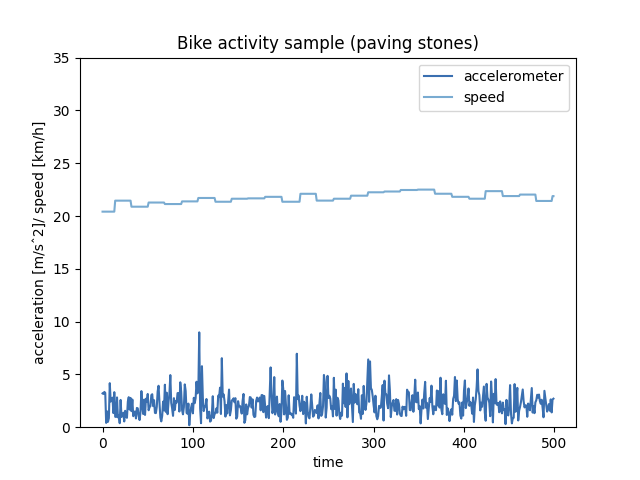 Bike activity sample (paving stones)
accelerometer
speed
acceleration [m/sˆ2]/ speed [km/h]
35
30
25
20
15
10
5
0
0 100 200 300 400 500
time